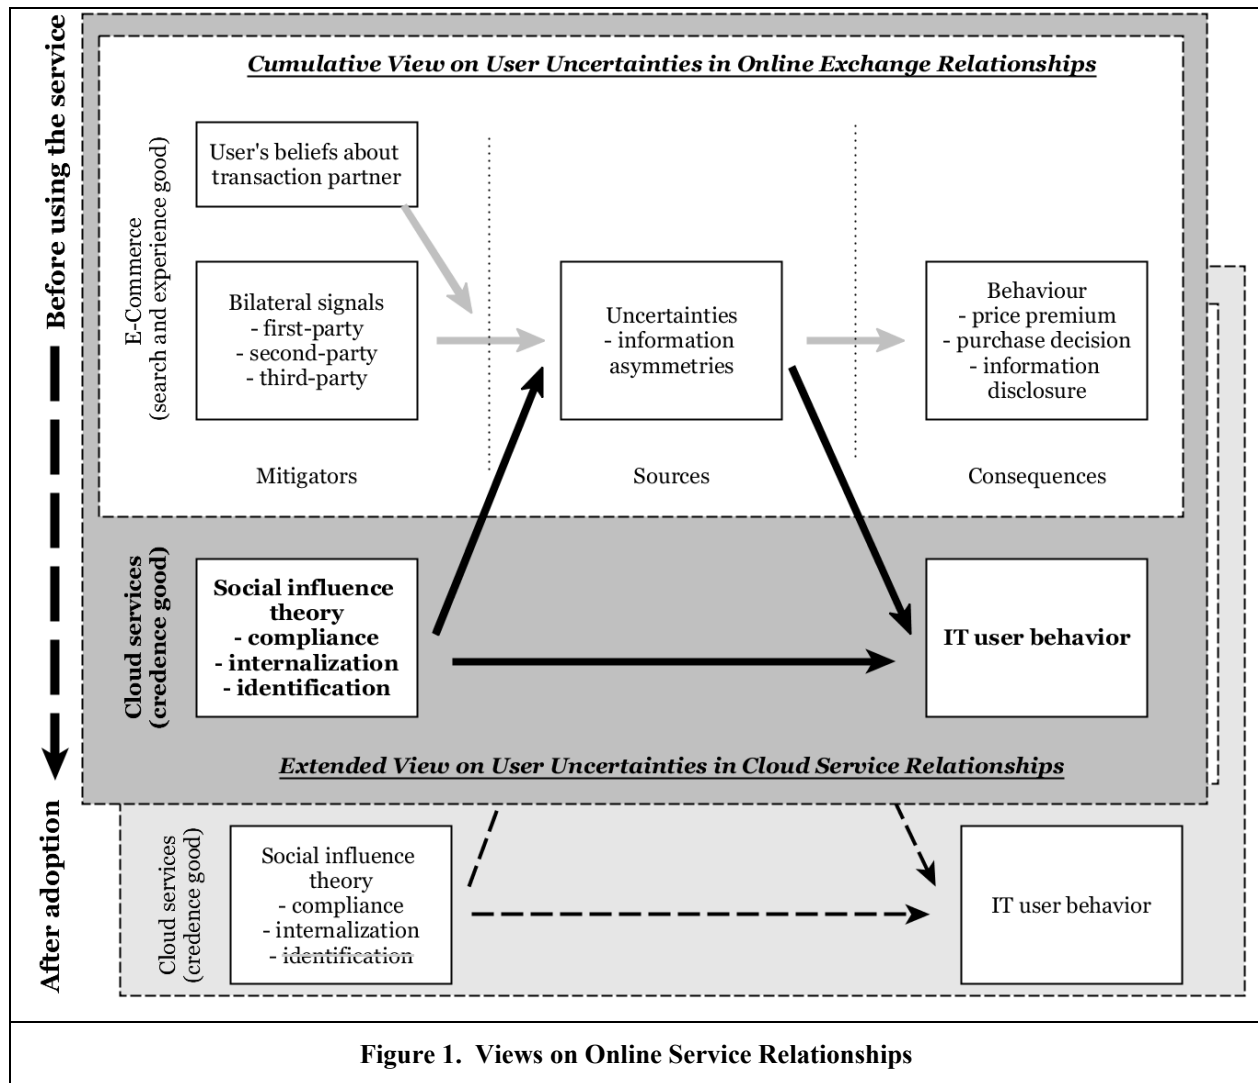 Before using the service
After adoption
Cumulative View on User Uncertainties in Online Exchange Relationships
E-Commerce
(search and experience good)
User's beliefs about
transaction partner
Bilateral signals
- first-party
- second-party
- third-party
Uncertainties
- information
asymmetries
Behaviour
- price premium
- purchase decision
- information
disclosure
Mitigators
Sources
Consequences
Cloud services
(credence good)
Social influence
theory
- compliance
- internalization
- identification
IT user behavior
Extended View on User Uncertainties in Cloud Service Relationships
Cloud services
(credence good)
Social influence
theory
- compliance
- internalization
- identification
IT user behavior
Figure 1. Views on Online Service Relationships